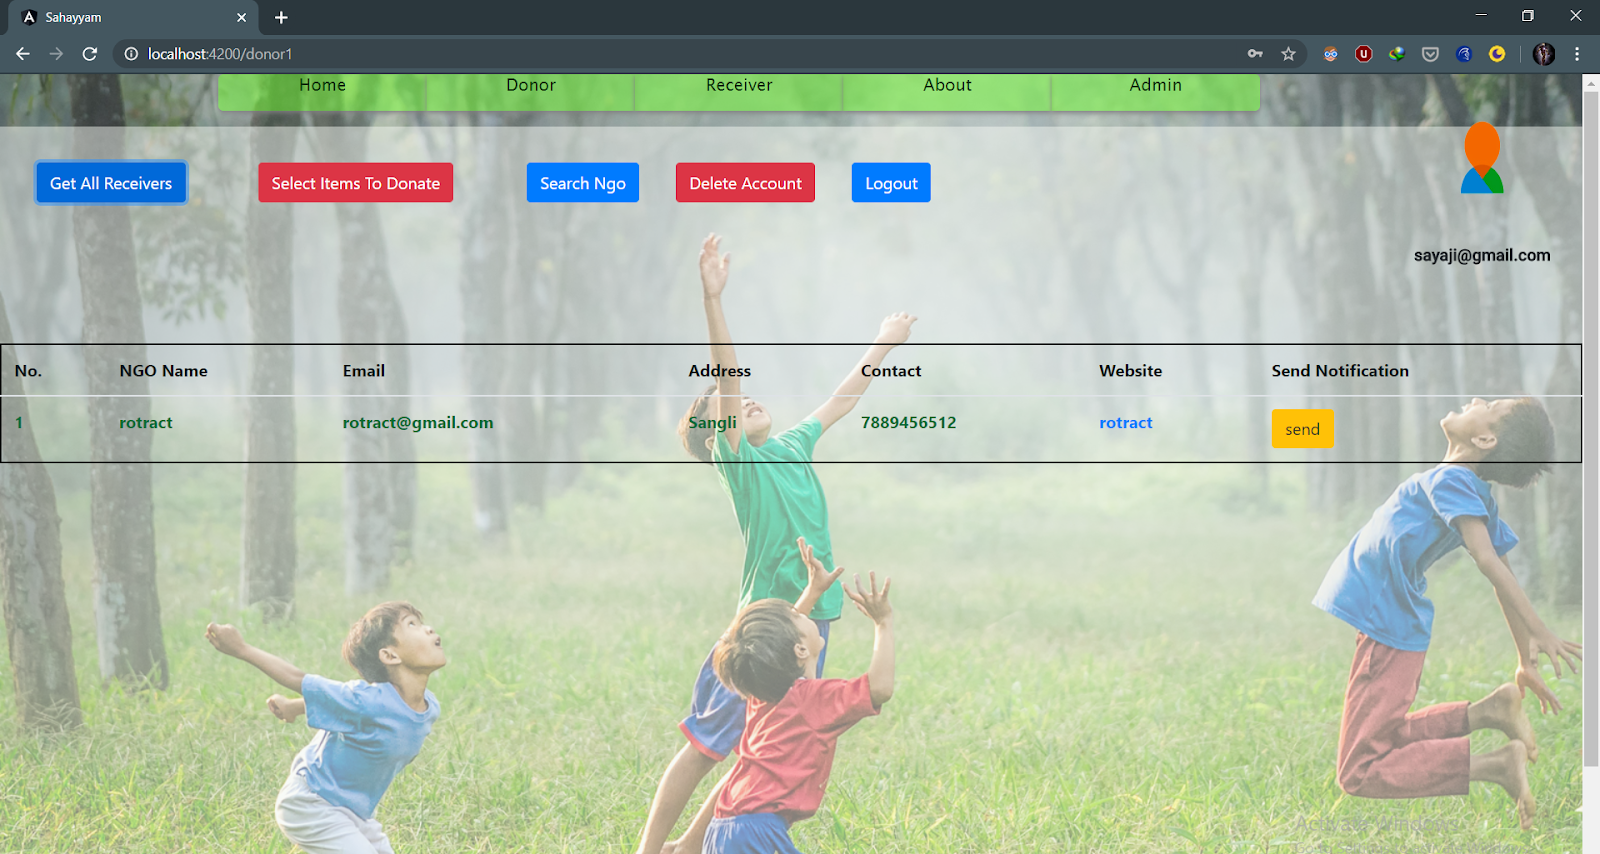 Sahayyam
localhost:4200/donor1
Home Donor Receiver About Admin
Get All Receivers Select Items To Donate Search Ngo Delete Account Logout
sayaji@gmail.com
No. NGO Name Email Address Contact Website Send Notification
1 rotract rotract@gmail.com Sangli 7889456512 rotract send
Activate Windows